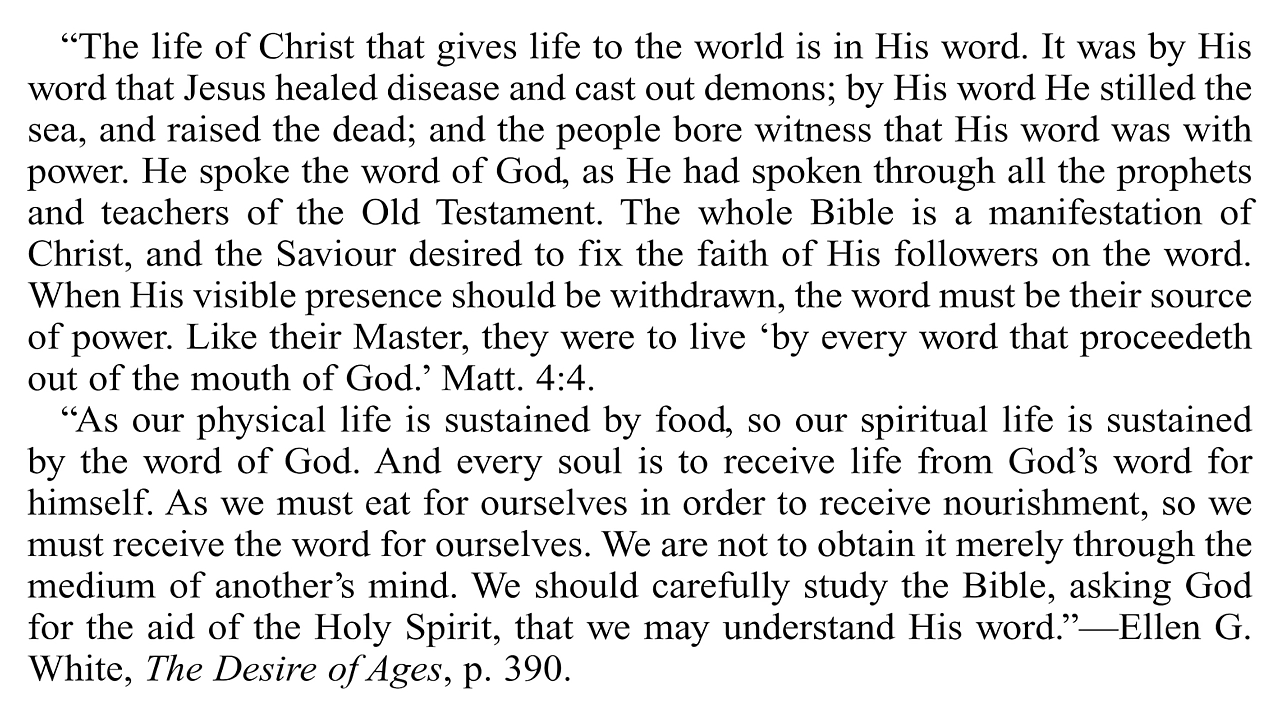 “The life of Christ that gives life to the world is in His word. It was by His
word that Jesus healed disease and cast out demons; by His word He stilled the
sea, and raised the dead; and the people bore witness that His word was with
power. He spoke the word of God, as He had spoken through all the prophets
and teachers of the Old Testament. The whole Bible is a manifestation of
Christ, and the Saviour desired to fix the faith of His followers on the word.
When His visible presence should be withdrawn, the word must be their source
of power. Like their Master, they were to live ‘by every word that proceedeth
out of the mouth of God.’ Matt. 4:4.
“As our physical life is sustained by food, so our spiritual life is sustained
by the word of God. And every soul is to receive life from God’s word for
himself. As we must eat for ourselves in order to receive nourishment, so we
must receive the word for ourselves. We are not to obtain it merely through the
medium of another’s mind. We should carefully study the Bible, asking God
for the aid of the Holy Spirit, that we may understand His word.”—Ellen G.
White, The Desire of Ages, p. 390.